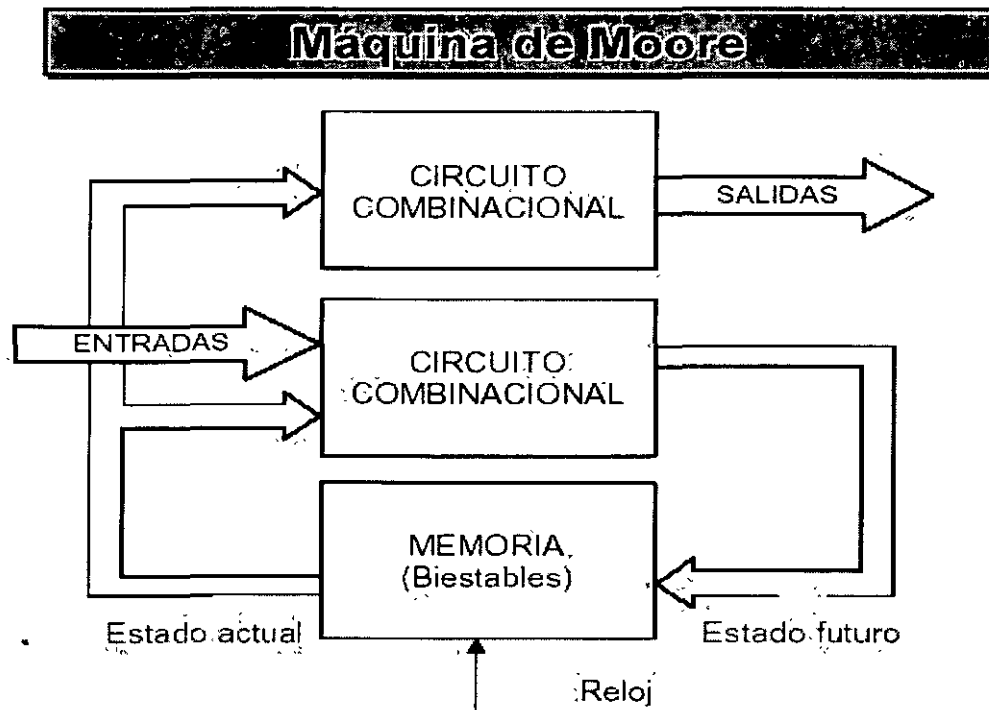 Máquina de Moore
CIRCUITO
COMBINACIONAL
SALIDAS
ENTRADAS
CIRCUITO
COMBINACIONAL
MEMORIA
(Biestables)
Estado actual
Estado futuro
Reloj